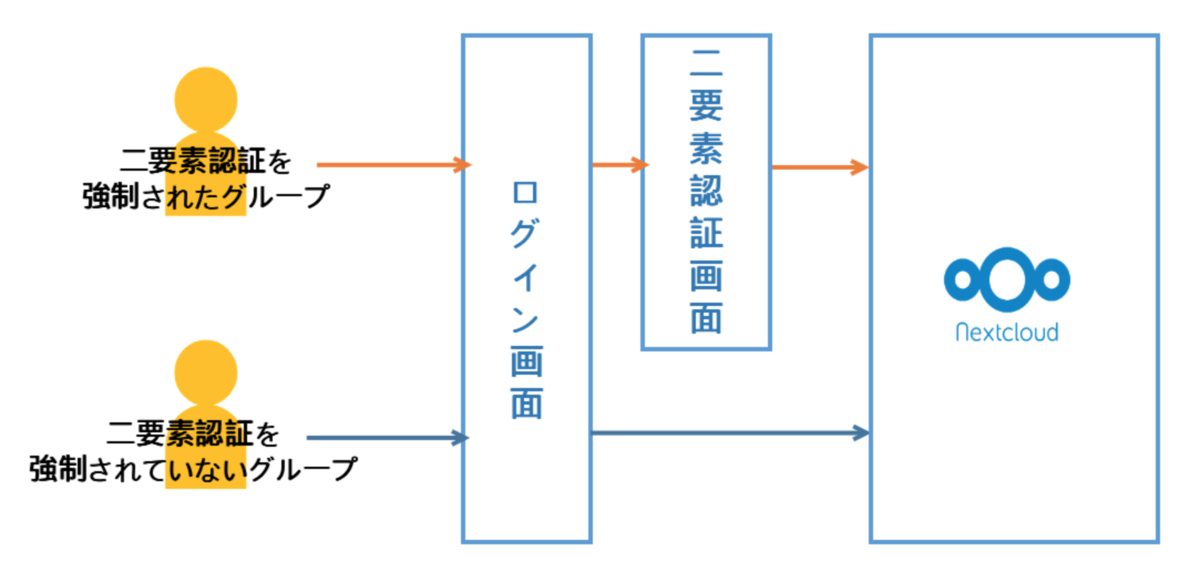 二要素認証を
強制されたグループ
ログイン画面
二要素認証画面
Nextcloud
二要素認証を
強制されていないグループ